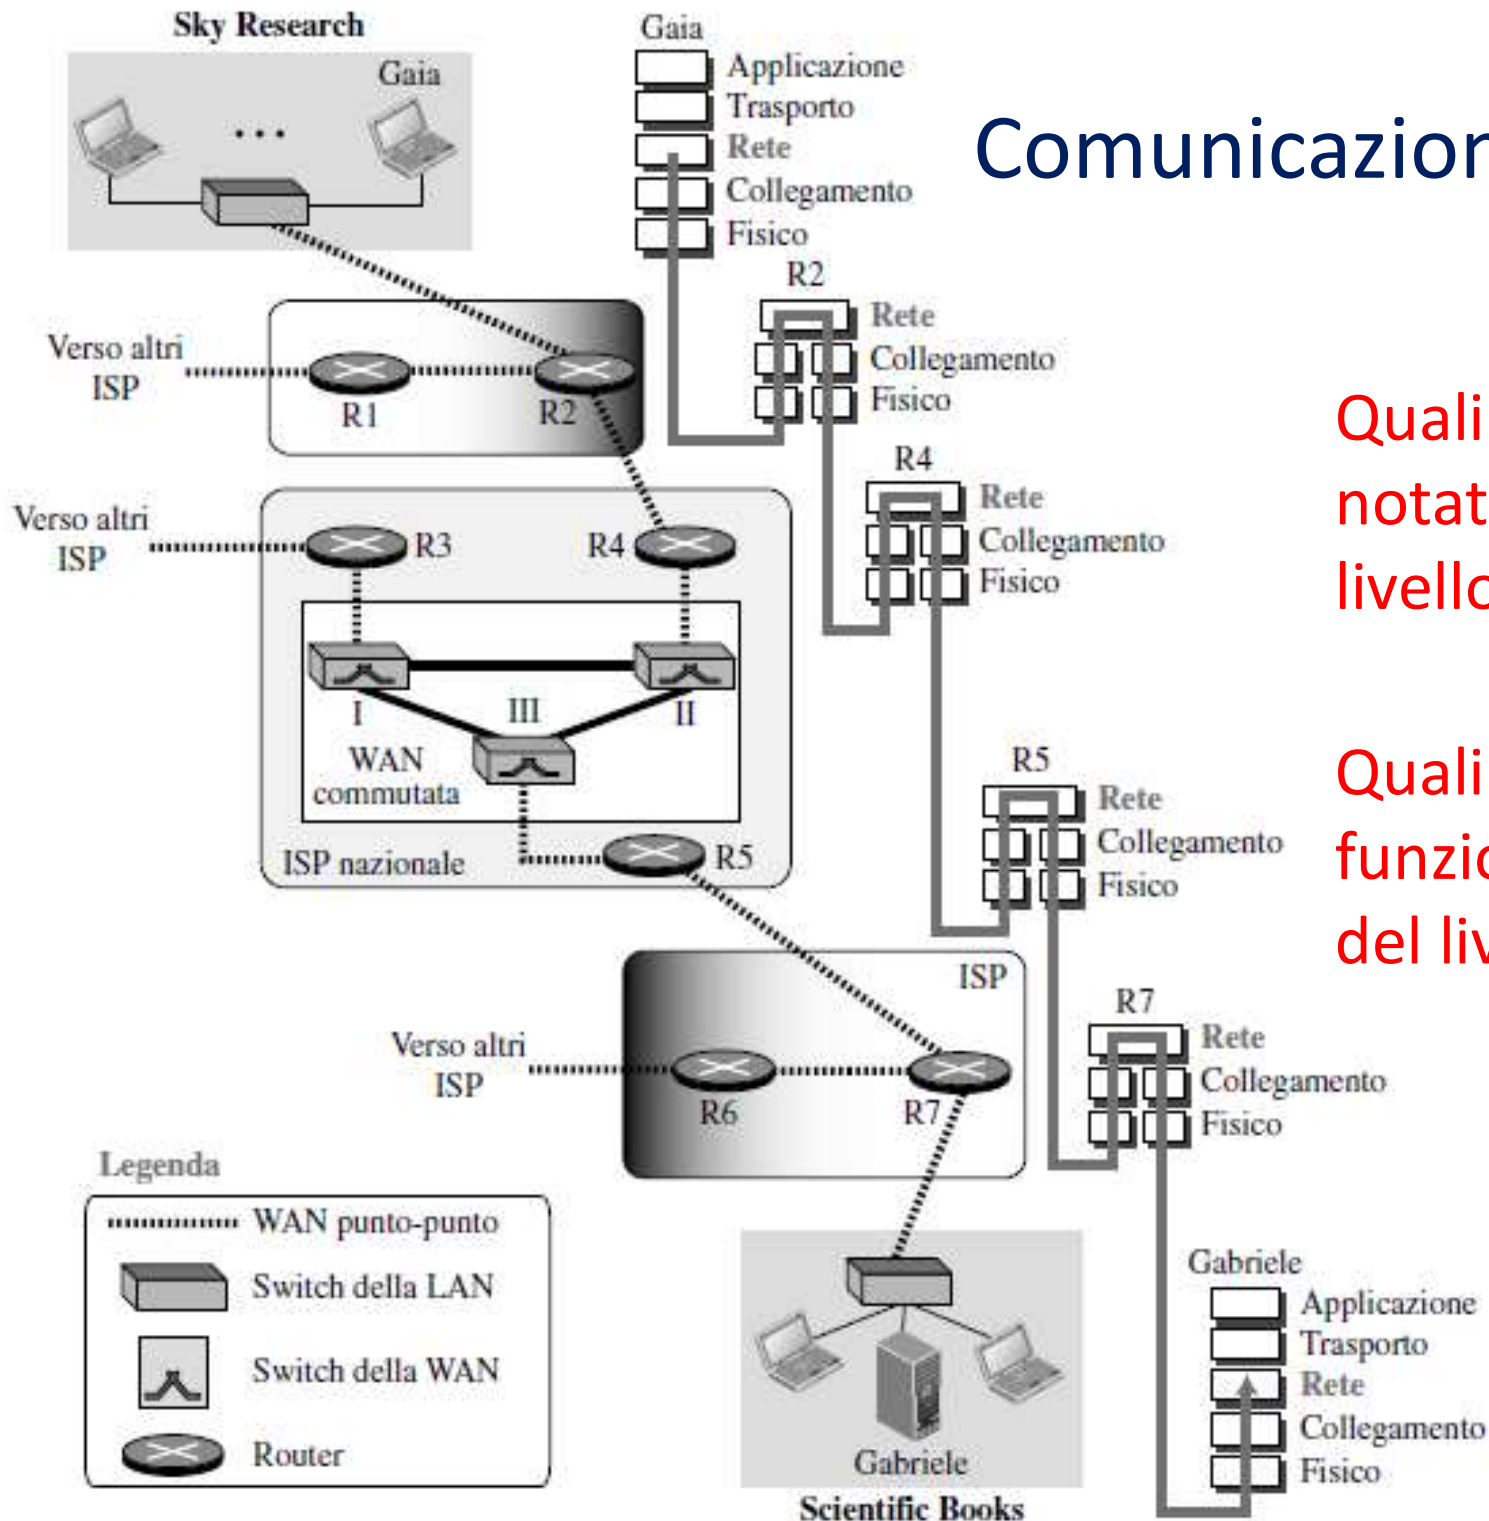 Sky Research
Gaia
Verso altri
ISP
R1
R2
Verso altri
ISP
R3
R4
I
III
II
WAN
commutata
ISP nazionale
R5
ISP
Verso altri
ISP
R6
R7
Gabriele
Scientific Books
Legenda
WAN punto-punto
Switch della LAN
Switch della WAN
Router
Gaia
Applicazione
Trasporto
Rete
Collegamento
Fisico
R2
Rete
Collegamento
Fisico
R4
Rete
Collegamento
Fisico
R5
Rete
Collegamento
Fisico
R7
Rete
Collegamento
Fisico
Gabriele
Applicazione
Trasporto
Rete
Collegamento
Fisico
Comunicazion
Quali
notat
livello
Quali
funzio
del liv